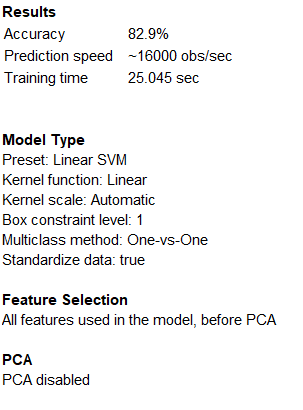 Results
Accuracy 82.9%
Prediction speed ~16000 obs/sec
Training time 25.045 sec
Model Type
Preset: Linear SVM
Kernel function: Linear
Kernel scale: Automatic
Box constraint level: 1
Multiclass method: One-vs-One
Standardize data: true
Feature Selection
All features used in the model, before PCA
PCA
PCA disabled